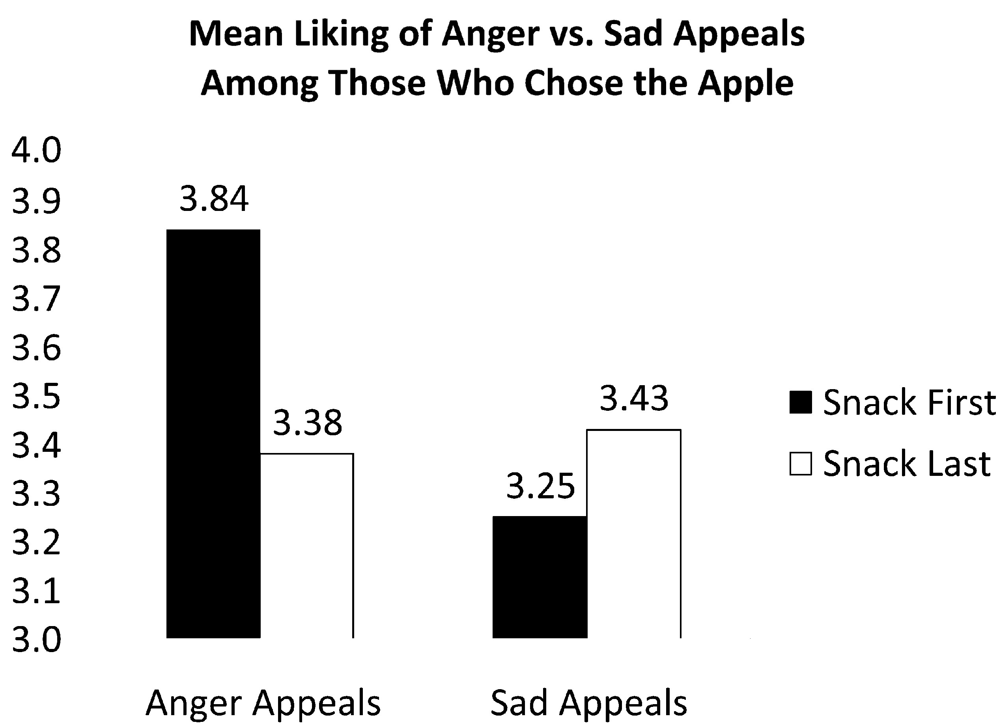 Mean Liking of Anger vs. Sad Appeals
Among Those Who Chose the Apple
4.0
3.9
3.8
3.7
3.6
3.5
3.4
3.3
3.2
3.1
3.0
3.84
3.38
3.25
3.43
Snack First
Snack Last
Anger Appeals
Sad Appeals